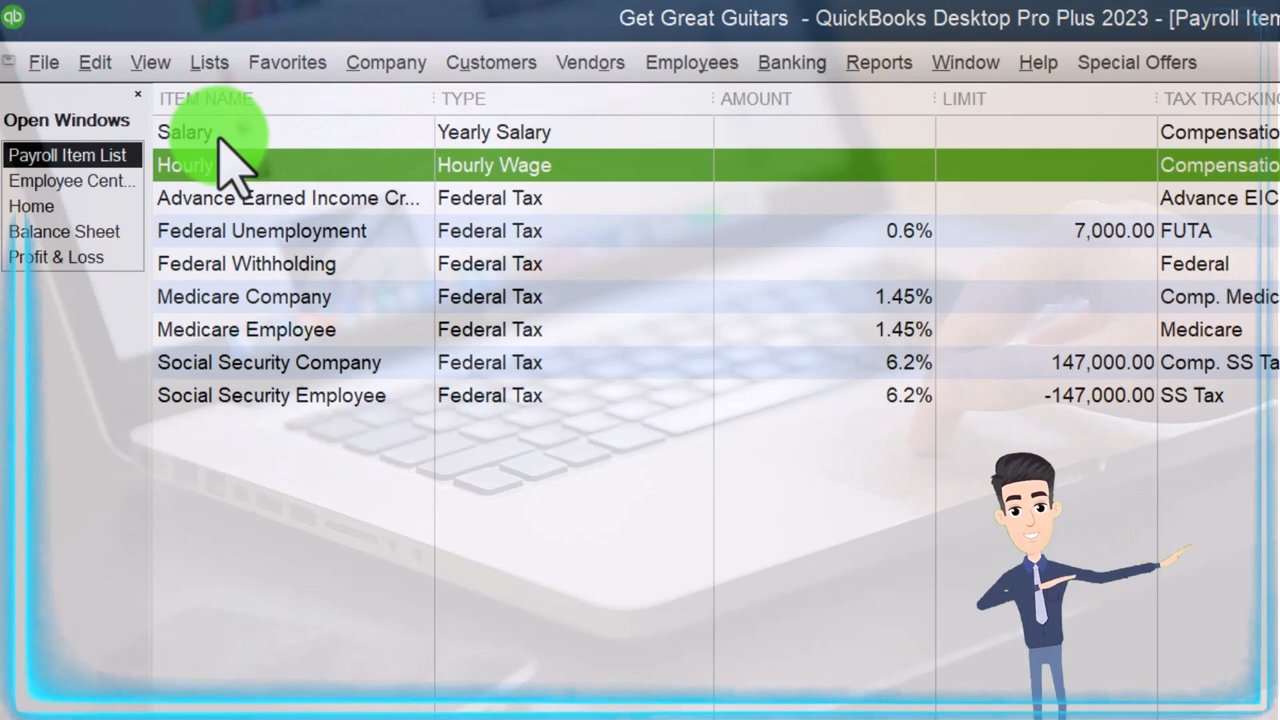 qb
Get Great Guitars - QuickBooks Desktop Pro Plus 2023 - [Payroll Item
File Edit View Lists Favorites Company Customers Vendors Employees Banking Reports Window Help Special Offers
Open Windows
Payroll Item List
Employee Cent...
Home
Balance Sheet
Profit & Loss
ITEM NAME TYPE AMOUNT LIMIT TAX TRACKING
Salary Yearly Salary Compensatio
Hourly Hourly Wage Compensatio
Advance Earned Income Cr... Federal Tax Advance EIC
Federal Unemployment Federal Tax 0.6% 7,000.00 FUTA
Federal Withholding Federal Tax Federal
Medicare Company Federal Tax 1.45% Comp. Medic
Medicare Employee Federal Tax 1.45% Medicare
Social Security Company Federal Tax 6.2% 147,000.00 Comp. SS Ta
Social Security Employee Federal Tax 6.2% -147,000.00 SS Tax